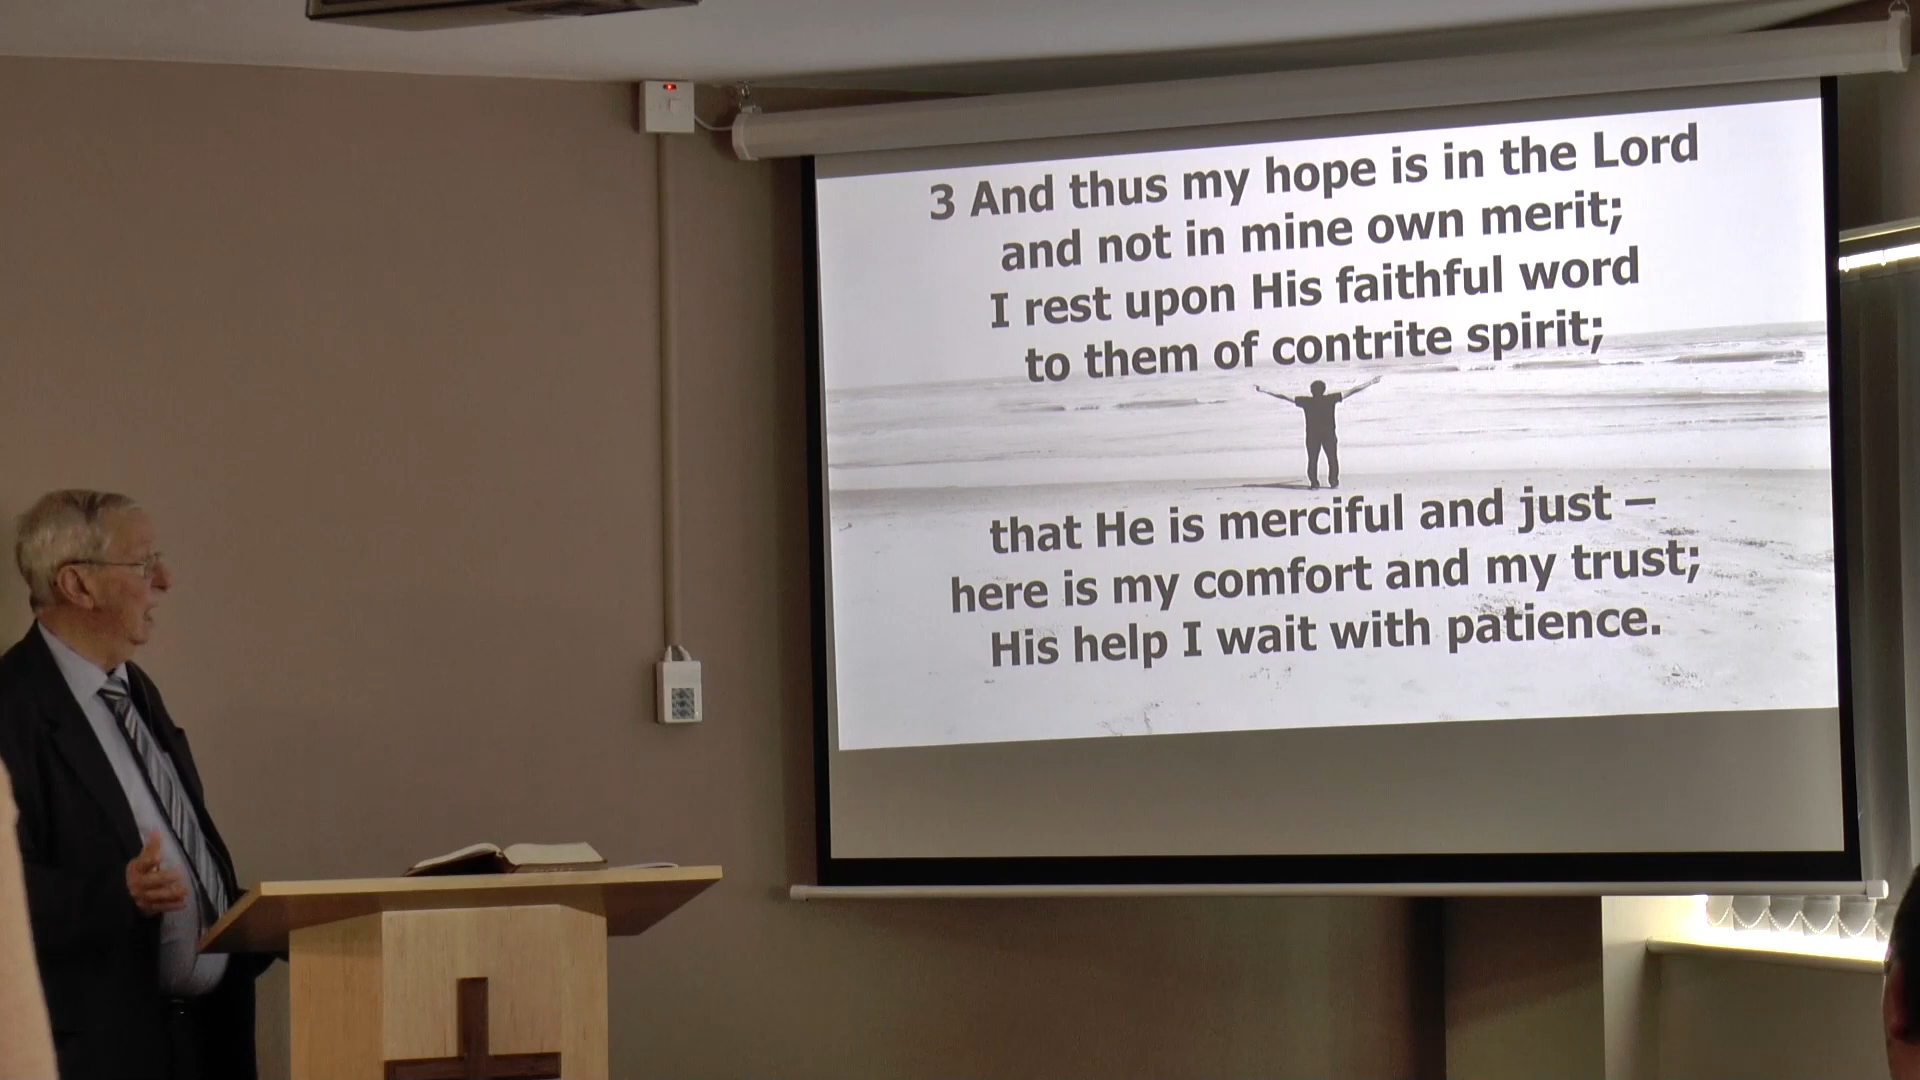 3 And thus my hope is in the Lord
and not in mine own merit;
I rest upon His faithful word
to them of contrite spirit;
that He is merciful and just –
here is my comfort and my trust;
His help I wait with patience.